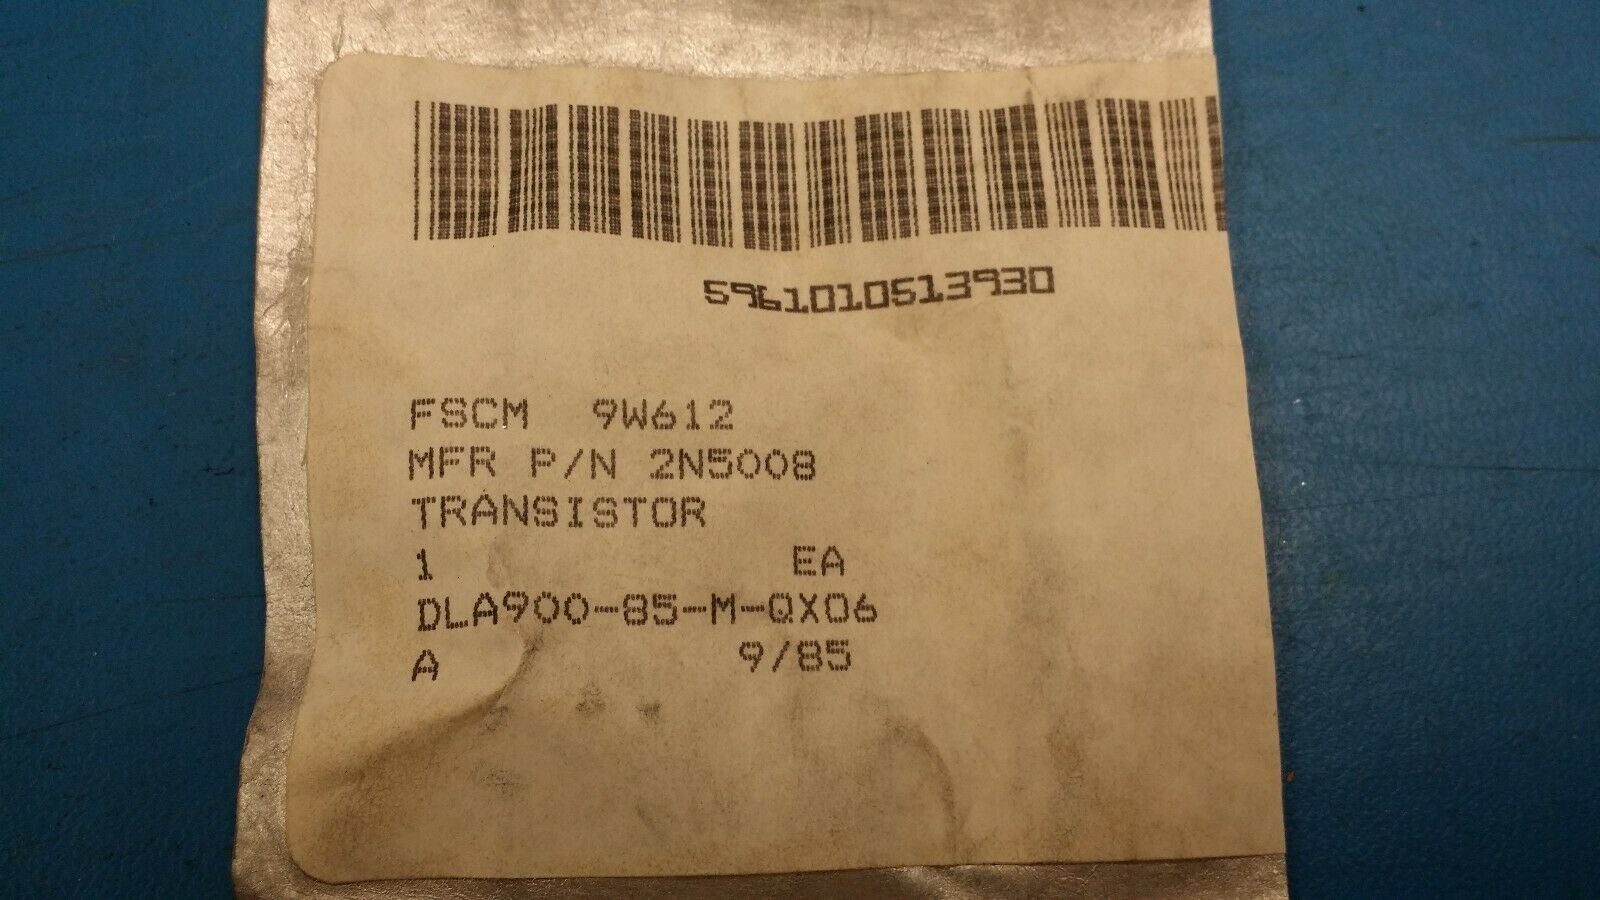 5961010513930
FSCM 9W612
MFR P/N 2N5008
TRANSISTOR
1 EA
DLA900-85-M-QX06
A 9/85